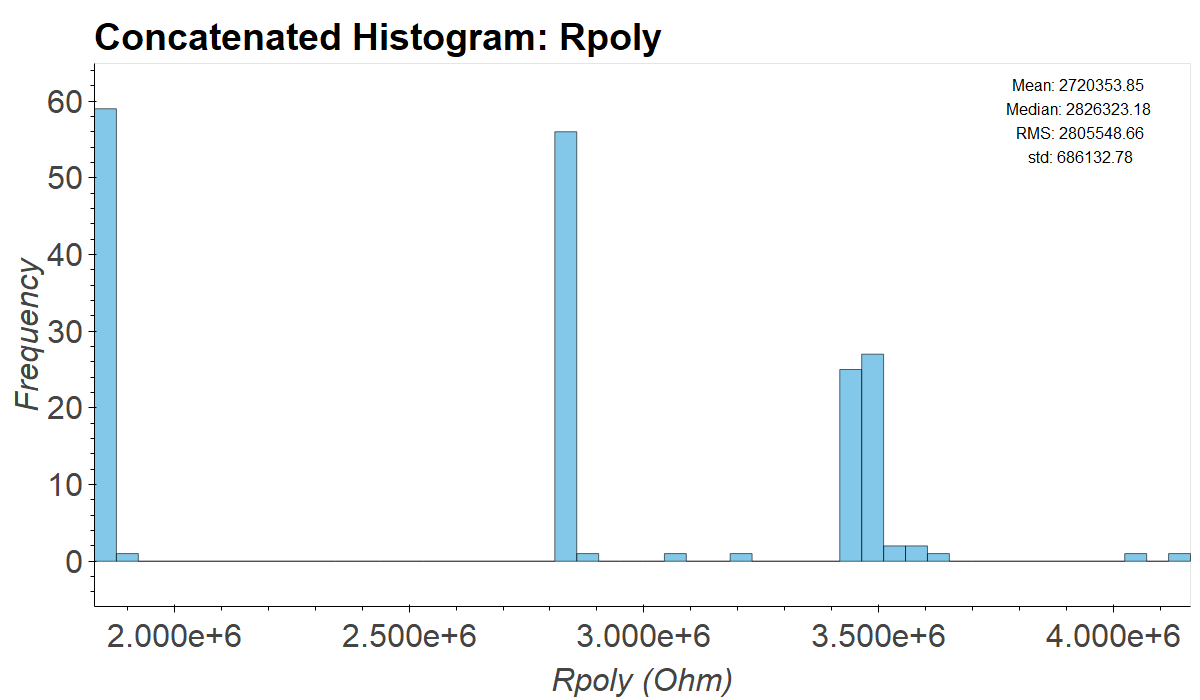 Concatenated Histogram: Rpoly
Mean: 2720353.85
Median: 2826323.18
RMS: 2805548.66
std: 686132.78
60
50
40
30
20
10
0
Frequency
2.000e+6 2.500e+6 3.000e+6 3.500e+6 4.000e+6
Rpoly (Ohm)